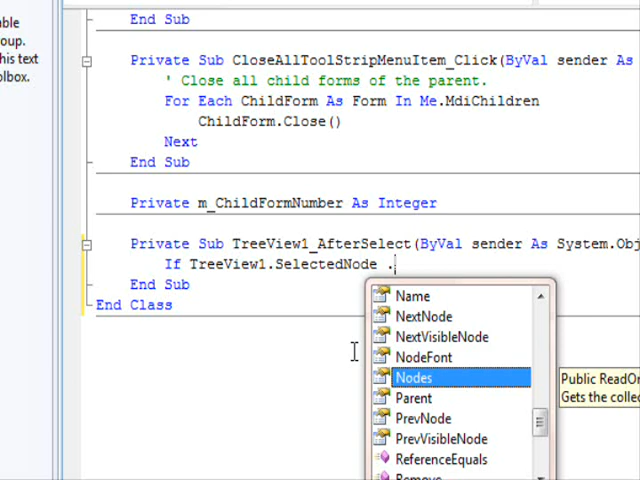 able
oup.
his text
olbox.
End Sub
Private Sub CloseAllToolStripMenuItem_Click(ByVal sender As
' Close all child forms of the parent.
For Each ChildForm As Form In Me.MdiChildren
ChildForm.Close()
Next
End Sub
Private m_ChildFormNumber As Integer
Private Sub TreeView1_AfterSelect(ByVal sender As System.Obj
If TreeView1.SelectedNode .
End Sub
End Class
Name
NextNode
NextVisibleNode
NodeFont
Nodes
Parent
PrevNode
PrevVisibleNode
ReferenceEquals
Remove
Public ReadOn
Gets the collec